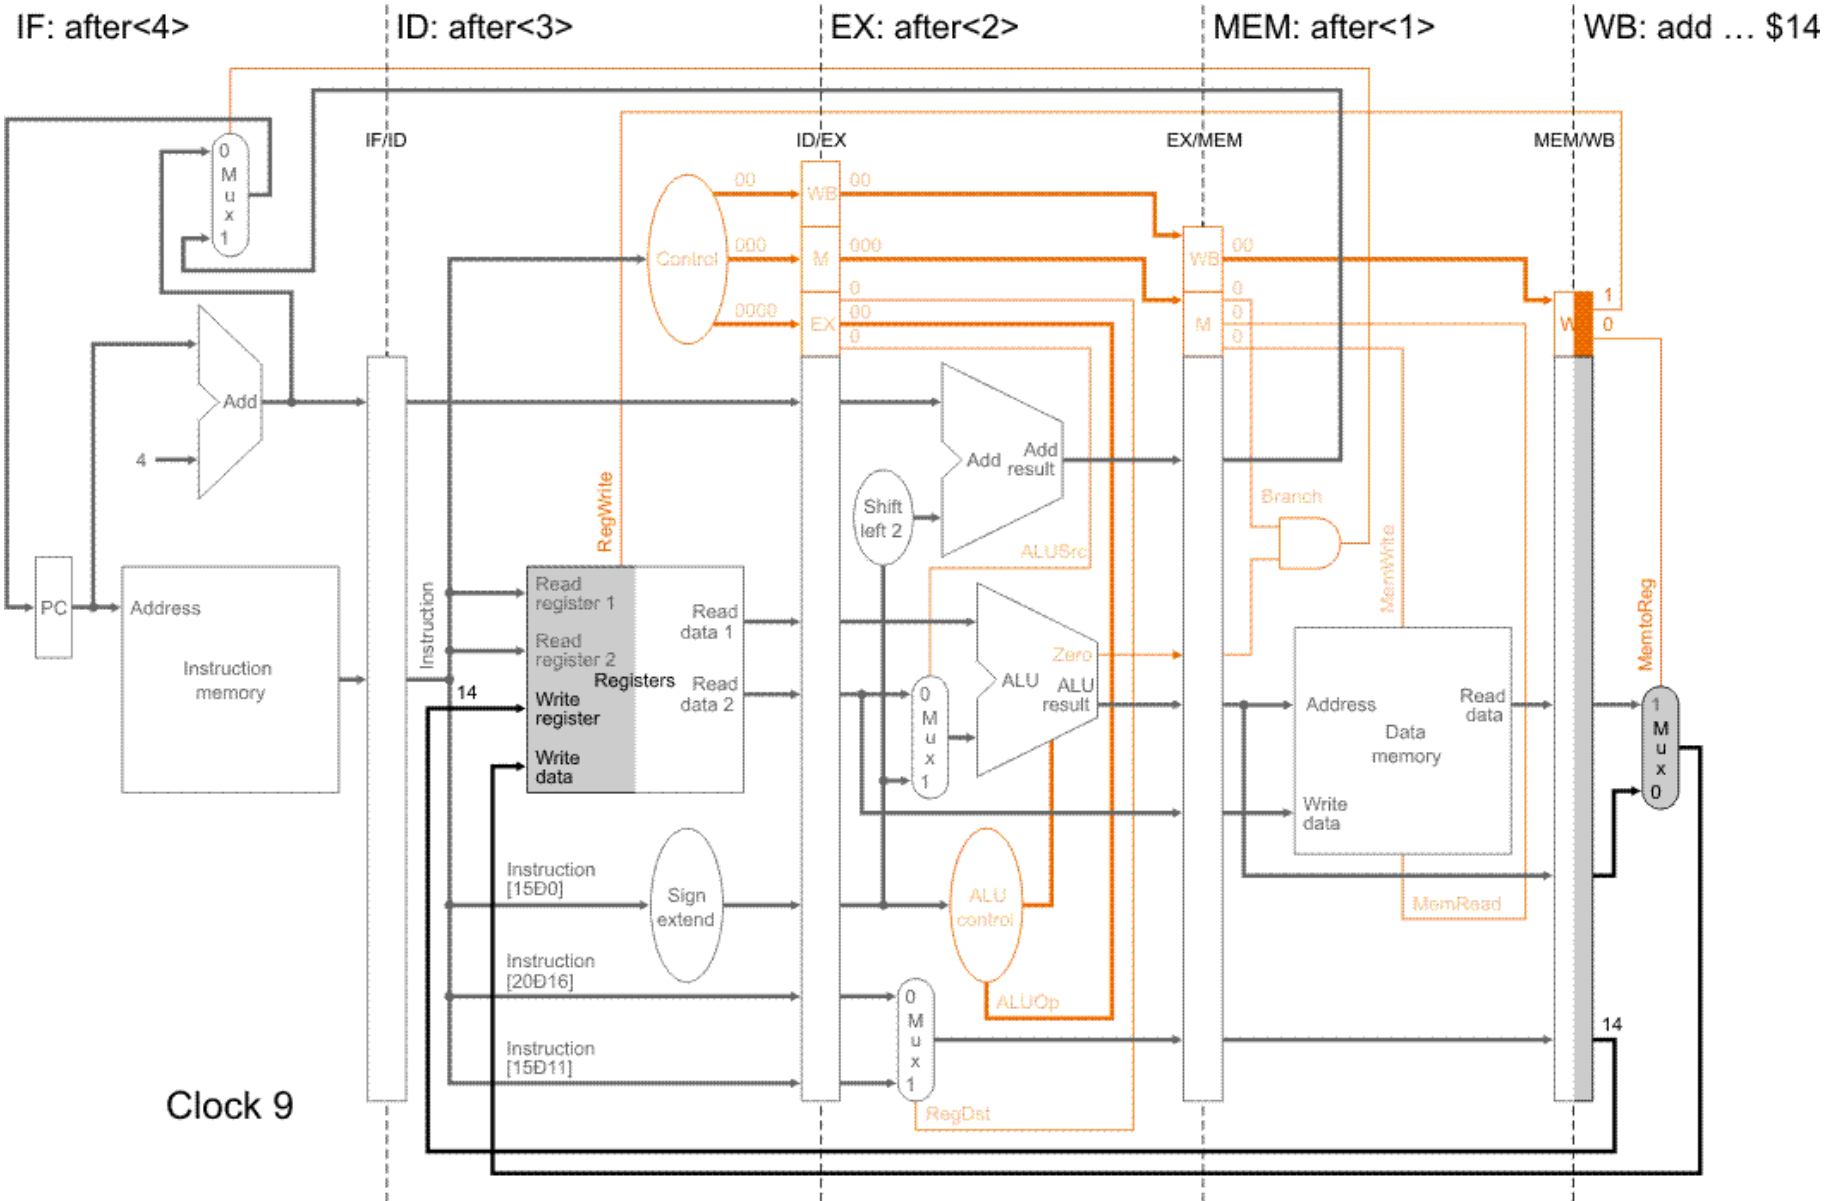 IF: after<4>
ID: after<3>
EX: after<2>
MEM: after<1>
WB: add … $14
IF/ID
ID/EX
EX/MEM
MEM/WB
0
M
u
x
1
Add
4
PC
Address
Instruction
memory
Instruction
RegWrite
Control
00
000
0000
WB
M
EX
00
000
0
00
0
Read
register 1
Read
register 2
Write
register
Write
data
Registers
Read
data 1
Read
data 2
14
Instruction
[15Đ0]
Sign
extend
Instruction
[20Đ16]
Instruction
[15Đ11]
Shift
left 2
Add
Add
result
ALUSrc
0
M
u
x
1
ALU
Zero
ALU
result
ALU
control
ALUOp
0
M
u
x
1
RegDst
WB
M
00
0
0
0
Branch
MemWrite
Address
Read
data
Data
memory
Write
data
MemRead
W
1
0
MemtoReg
1
M
u
x
0
14
Clock 9